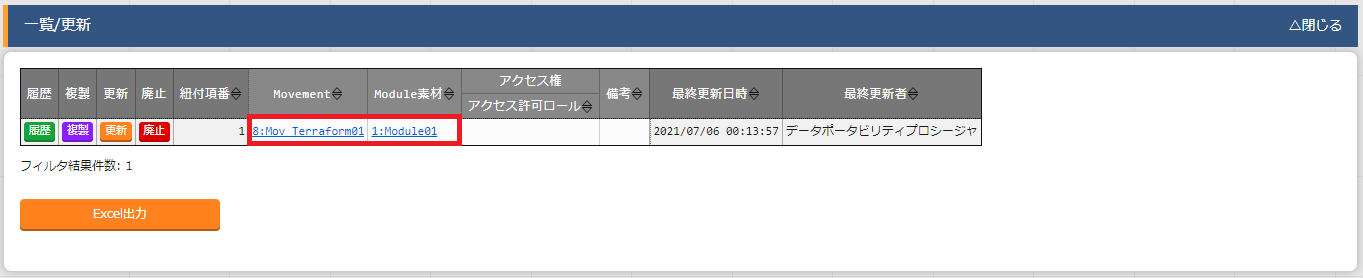 一覧/更新 △閉じる
履歴 複製 更新 廃止 紐付項番 Movement Module素材 アクセス権 備考 最終更新日時 最終更新者
アクセス許可ロール
履歴 複製 更新 廃止 1 8:Mov Terraform01 1:Module01 2021/07/06 00:13:57 データポータビリティプロシージャ
フィルタ結果件数: 1
Excel出力